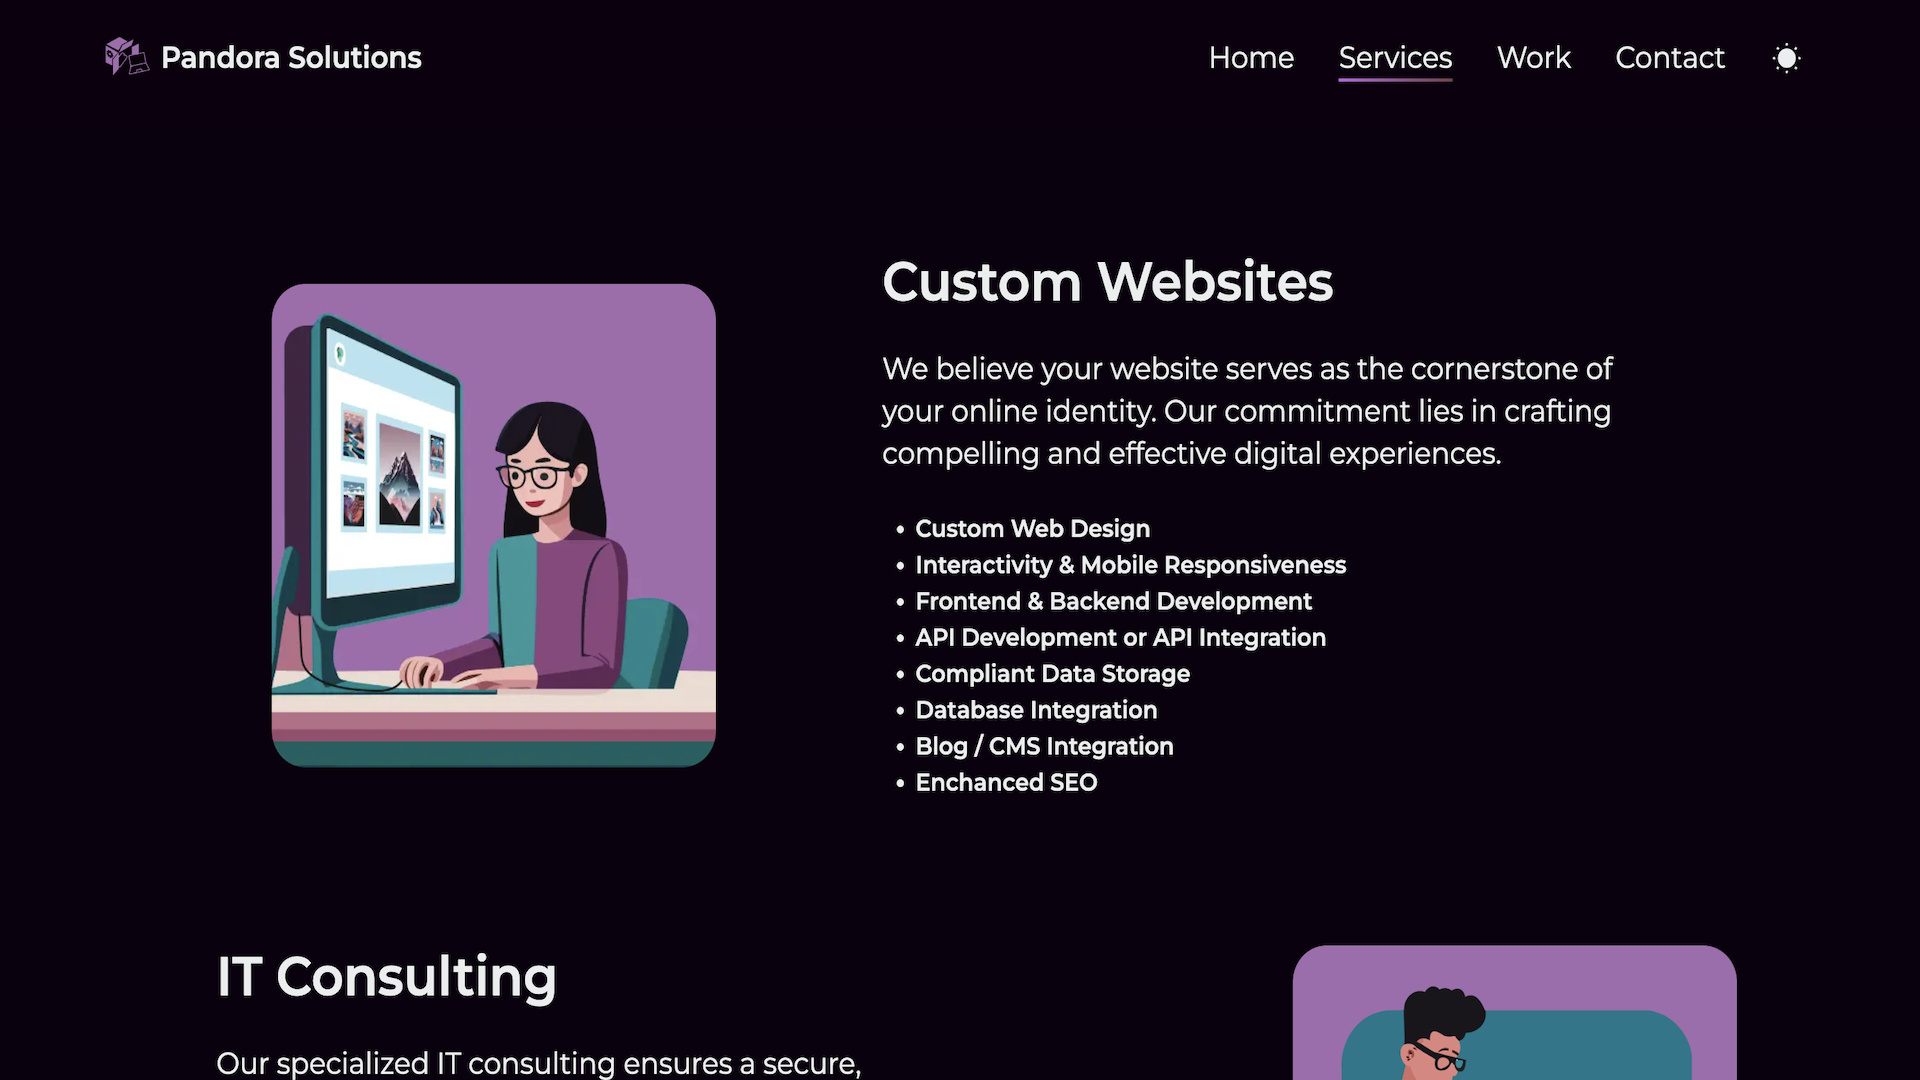 Pandora Solutions
Home Services Work Contact
Custom Websites
We believe your website serves as the cornerstone of
your online identity. Our commitment lies in crafting
compelling and effective digital experiences.
• Custom Web Design
• Interactivity & Mobile Responsiveness
• Frontend & Backend Development
• API Development or API Integration
• Compliant Data Storage
• Database Integration
• Blog / CMS Integration
• Enchanced SEO
IT Consulting
Our specialized IT consulting ensures a secure,